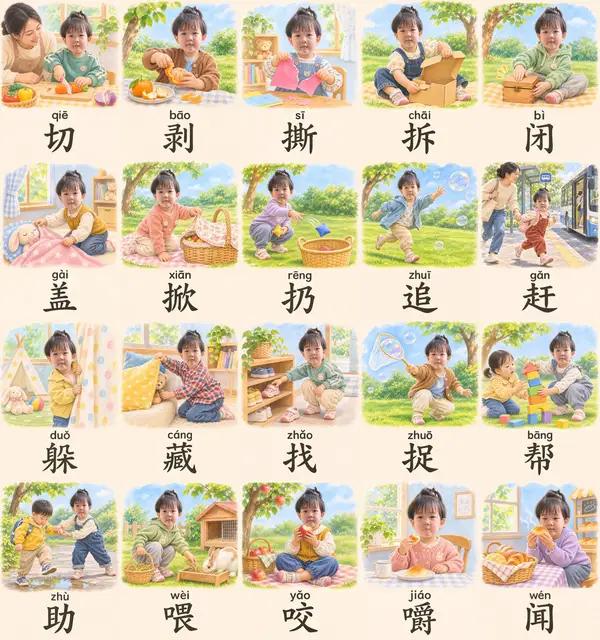 qiē bāo sī chāi bì
切 剥 撕 拆 闭
gài xiān rēng zhuī gǎn
盖 掀 扔 追 赶
duǒ cáng zhǎo zhuō bāng
躲 藏 找 捉 帮
zhù wèi yǎo jiáo wén
助 喂 咬 嚼 闻